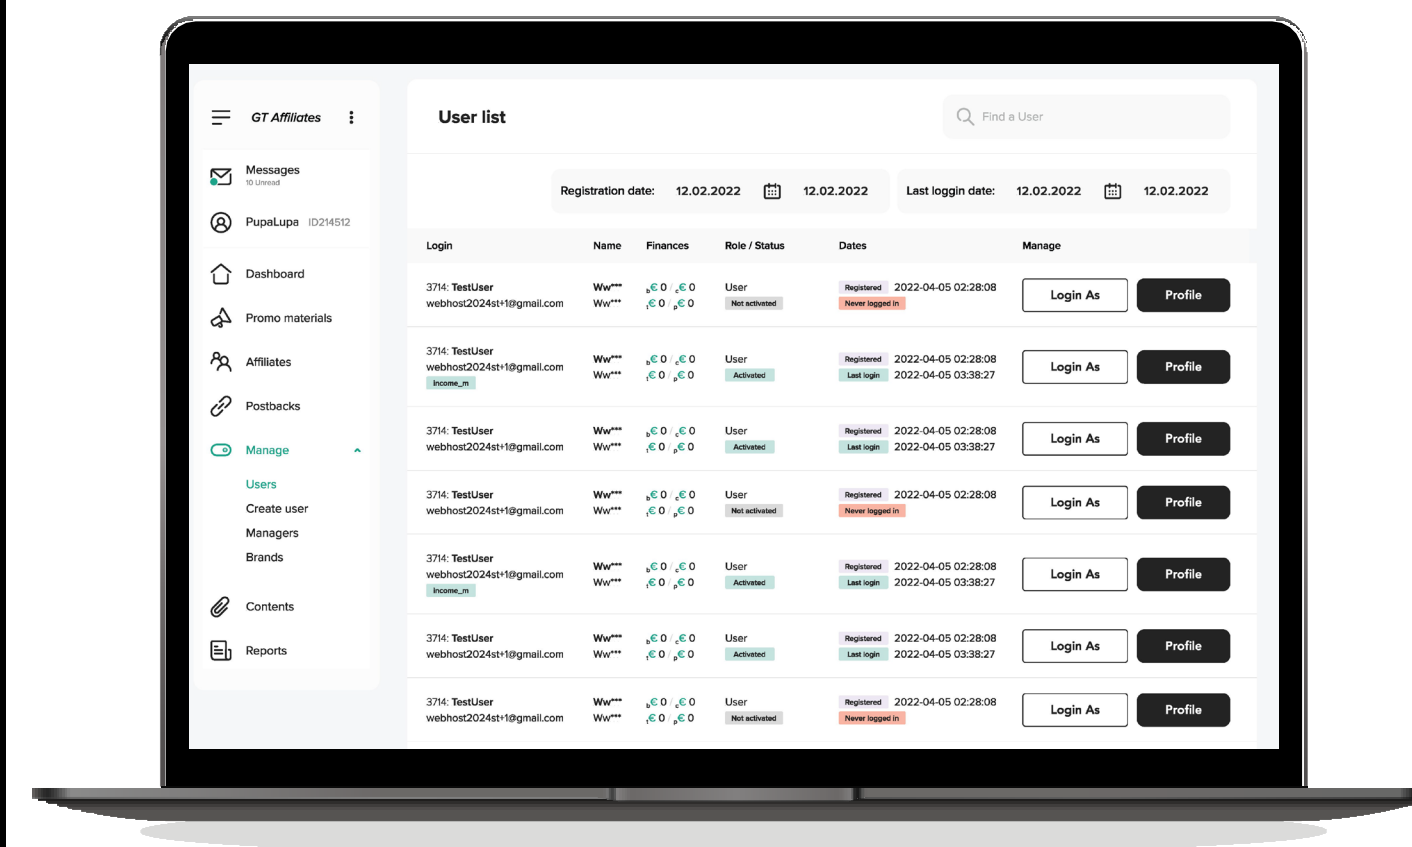 GT Affiliates
Messages
10 Unread
PupaLupa ID214512
Dashboard
Promo materials
Affiliates
Postbacks
Manage
Users
Create user
Managers
Brands
Contents
Reports
User list
Find a User
Registration date: 12.02.2022 12.02.2022
Last loggin date: 12.02.2022 12.02.2022
Login Name Finances Role / Status Dates Manage
3714: TestUser Ww*** b€ 0 / c€ 0 User Registered 2022-04-05 02:28:08 Login As Profile
webhost2024st+1@gmail.com Ww*** t€ 0 / p€ 0 Not activated Never logged in
3714: TestUser Ww*** b€ 0 / c€ 0 User Registered 2022-04-05 02:28:08 Login As Profile
webhost2024st+1@gmail.com Ww*** t€ 0 / p€ 0 Activated Last login 2022-04-05 03:38:27
income_m
3714: TestUser Ww*** b€ 0 / c€ 0 User Registered 2022-04-05 02:28:08 Login As Profile
webhost2024st+1@gmail.com Ww*** t€ 0 / p€ 0 Activated Last login 2022-04-05 03:38:27
3714: TestUser Ww*** b€ 0 / c€ 0 User Registered 2022-04-05 02:28:08 Login As Profile
webhost2024st+1@gmail.com Ww*** t€ 0 / p€ 0 Not activated Never logged in
3714: TestUser Ww*** b€ 0 / c€ 0 User Registered 2022-04-05 02:28:08 Login As Profile
webhost2024st+1@gmail.com Ww*** t€ 0 / p€ 0 Activated Last login 2022-04-05 03:38:27
income_m
3714: TestUser Ww*** b€ 0 / c€ 0 User Registered 2022-04-05 02:28:08 Login As Profile
webhost2024st+1@gmail.com Ww*** t€ 0 / p€ 0 Activated Last login 2022-04-05 03:38:27
3714: TestUser Ww*** b€ 0 / c€ 0 User Registered 2022-04-05 02:28:08 Login As Profile
webhost2024st+1@gmail.com Ww*** t€ 0 / p€ 0 Not activated Never logged in